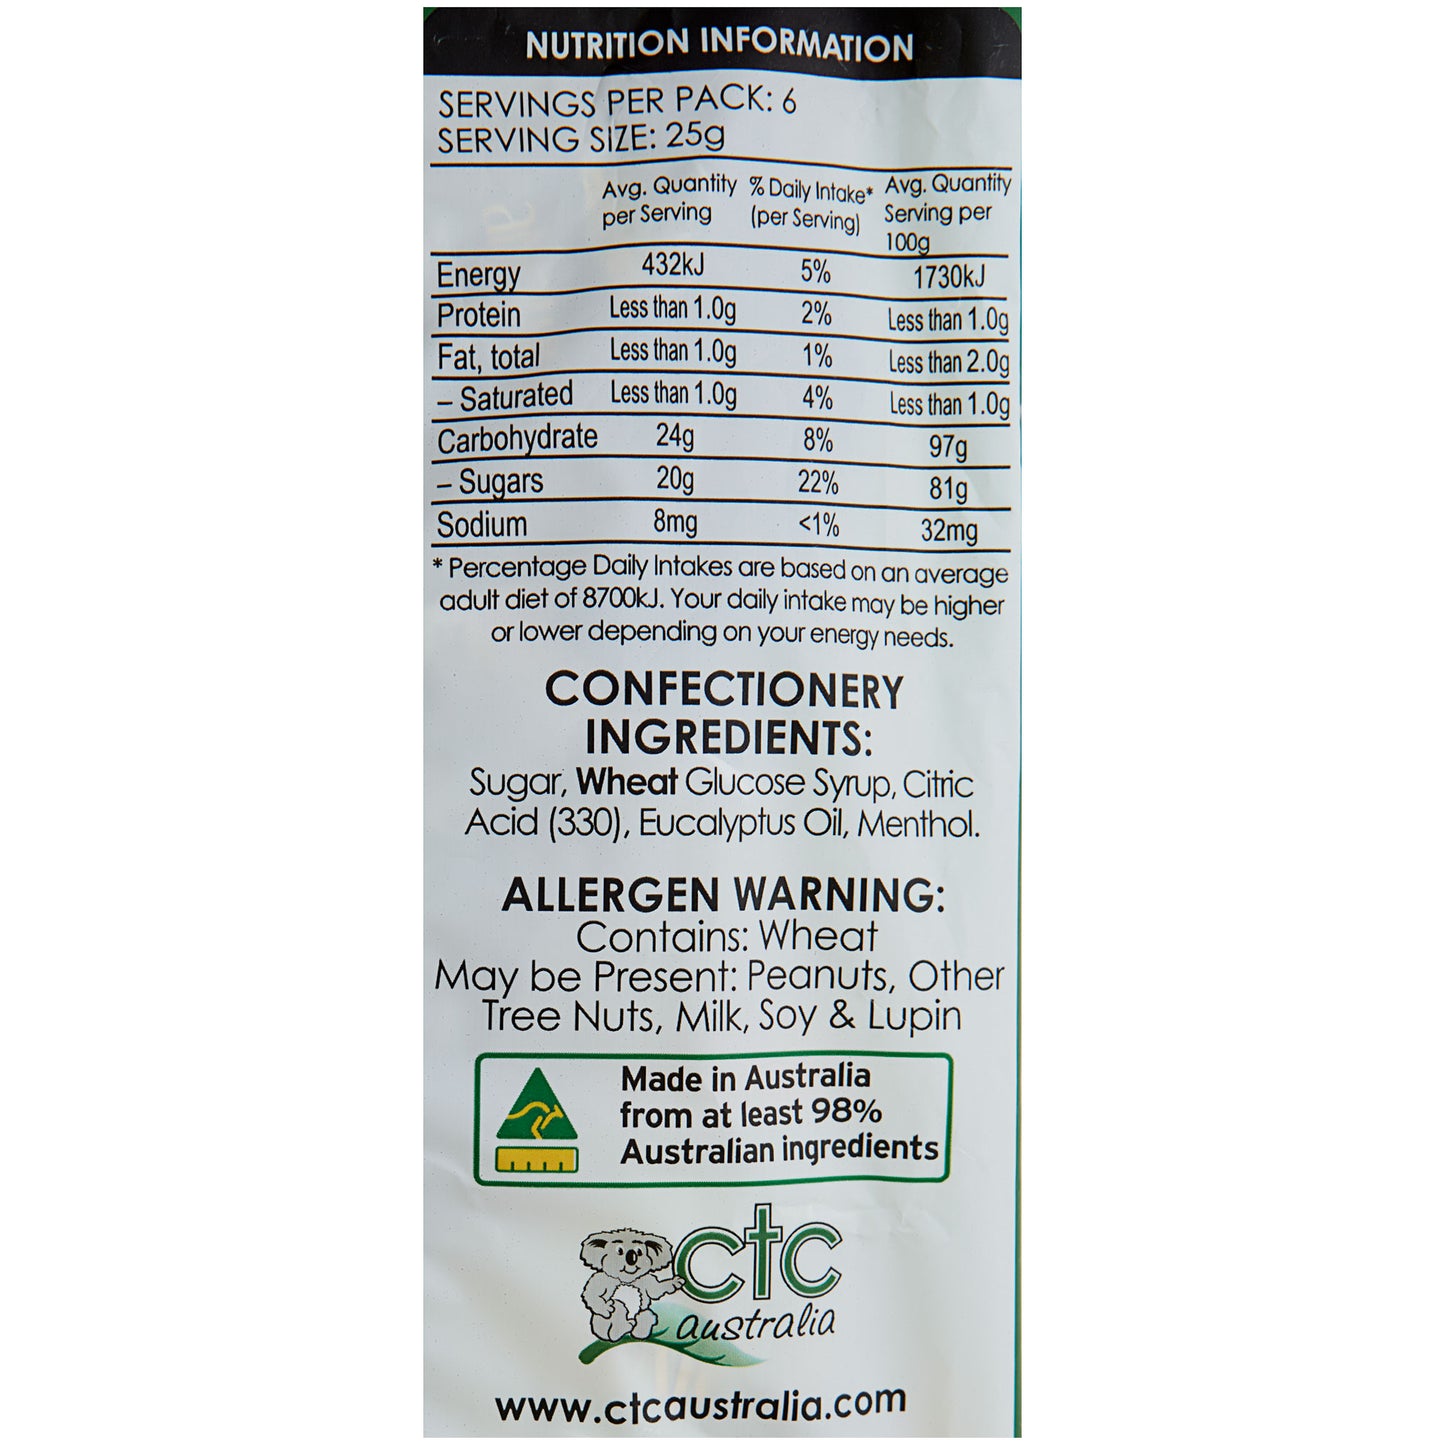 NUTRITION INFORMATION
SERVINGS PER PACK: 6
SERVING SIZE: 25g
Avg. Quantity per Serving % Daily Intake* (per Serving) Avg. Quantity Serving per 100g
Energy 432kJ 5% 1730kJ
Protein Less than 1.0g 2% Less than 1.0g
Fat, total Less than 1.0g 1% Less than 2.0g
– Saturated Less than 1.0g 4% Less than 1.0g
Carbohydrate 24g 8% 97g
– Sugars 20g 22% 81g
Sodium 8mg <1% 32mg
* Percentage Daily Intakes are based on an average
adult diet of 8700kJ. Your daily intake may be higher
or lower depending on your energy needs.
CONFECTIONERY
INGREDIENTS:
Sugar, Wheat Glucose Syrup, Citric
Acid (330), Eucalyptus Oil, Menthol.
ALLERGEN WARNING:
Contains: Wheat
May be Present: Peanuts, Other
Tree Nuts, Milk, Soy & Lupin
Made in Australia
from at least 98%
Australian ingredients
ctc
australia
www.ctcaustralia.com